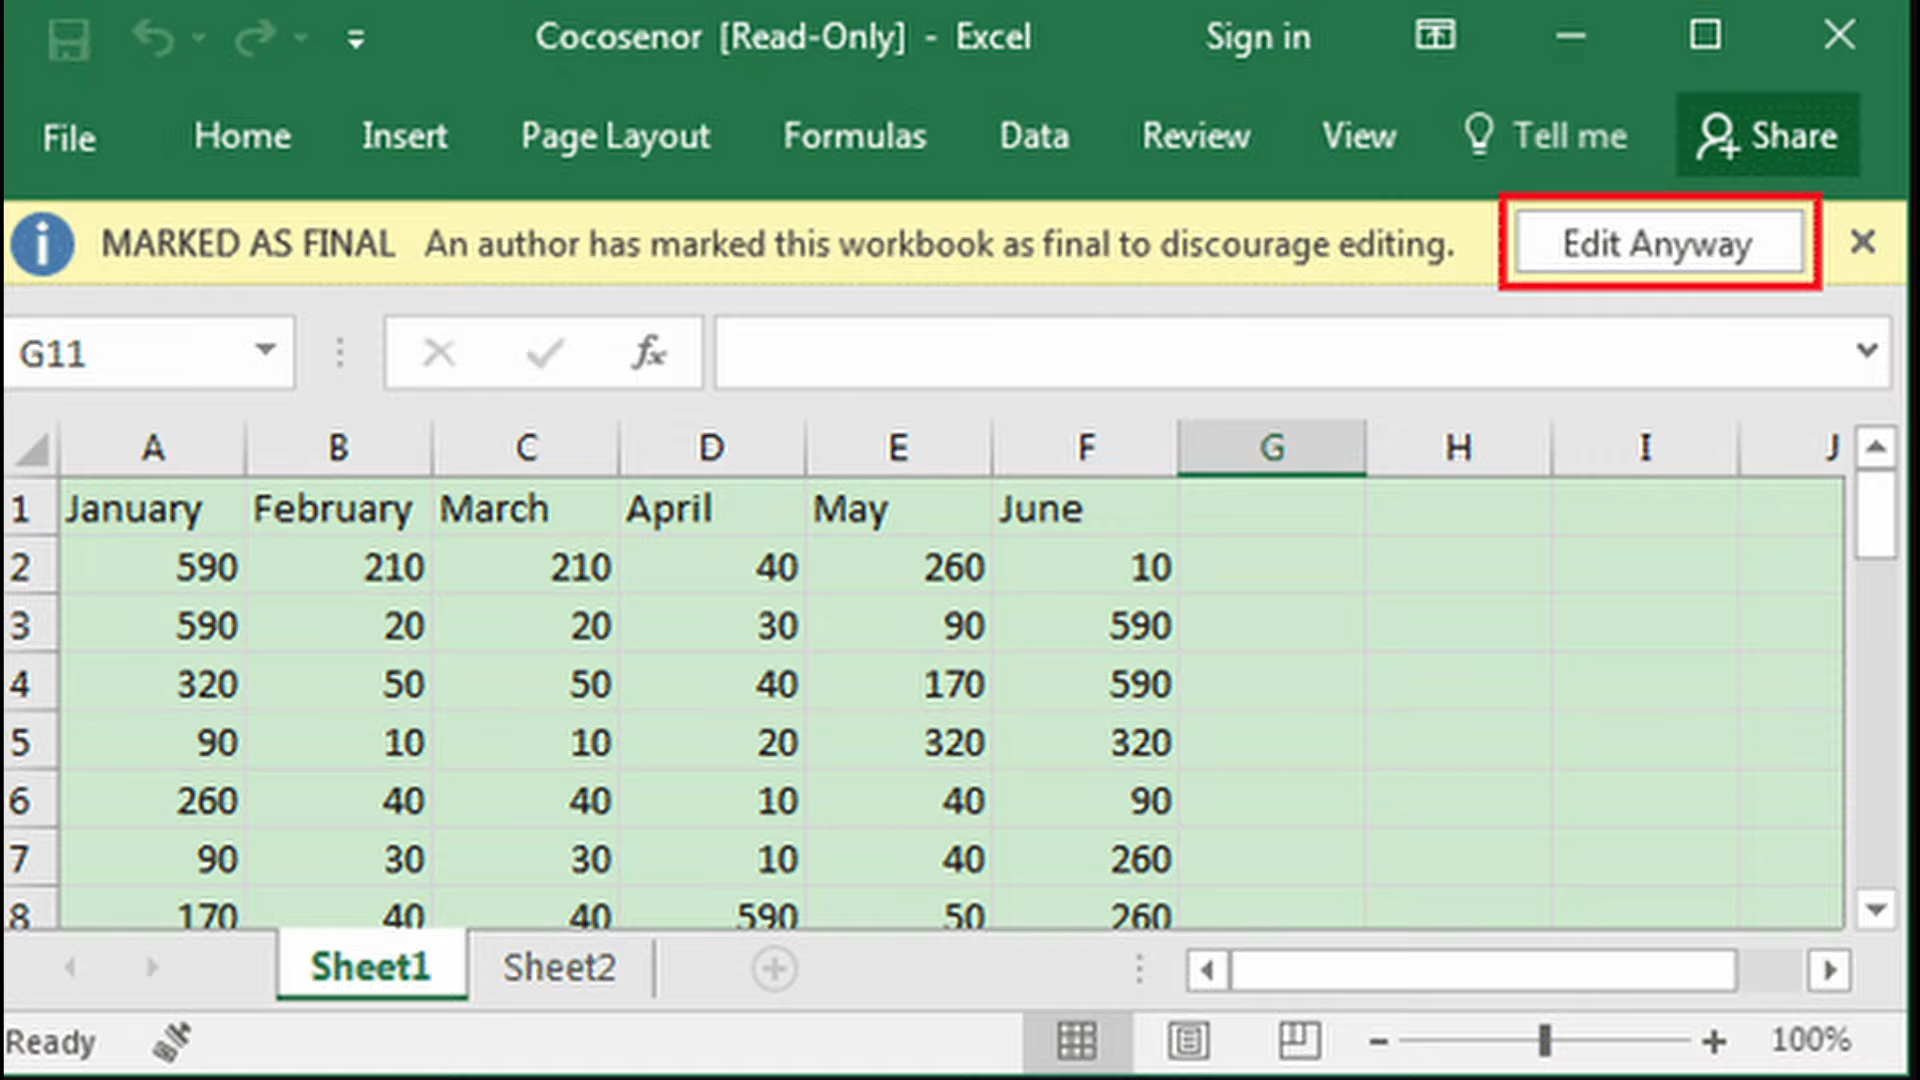 Cocosenor [Read-Only] - Excel Sign in
File Home Insert Page Layout Formulas Data Review View Tell me Share
i MARKED AS FINAL An author has marked this workbook as final to discourage editing. Edit Anyway
G11 fx
A B C D E F G H I J
1 January February March April May June
2 590 210 210 40 260 10
3 590 20 20 30 90 590
4 320 50 50 40 170 590
5 90 10 10 20 320 320
6 260 40 40 10 40 90
7 90 30 30 10 40 260
8 170 40 40 590 50 260
Sheet1 Sheet2
Ready 100%